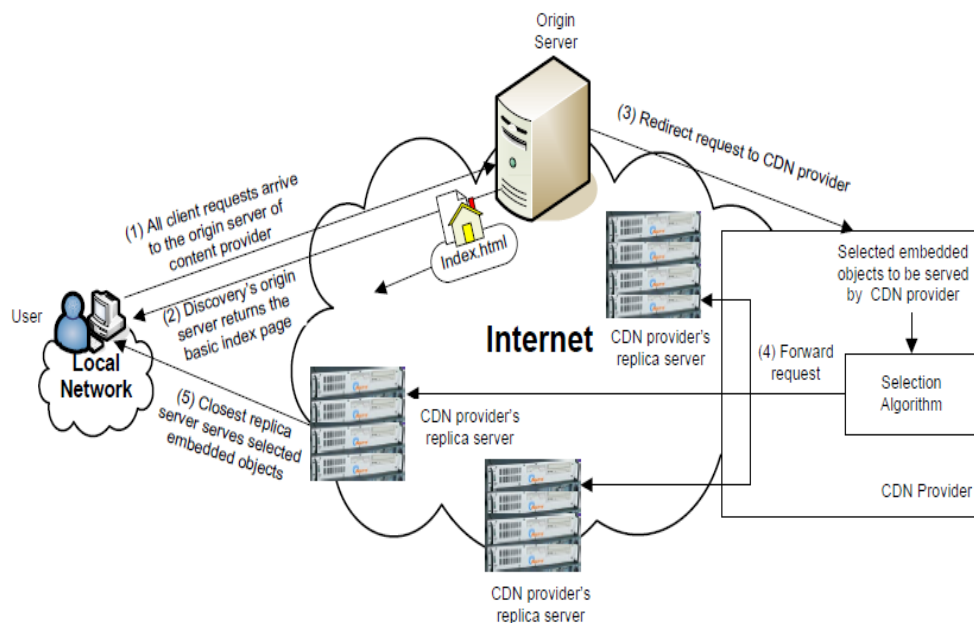 Origin
Server
(3) Redirect request to CDN provider
(1) All client requests arrive
to the origin server of
content provider
Index.html
Selected embedded
objects to be served
by CDN provider
User
(2) Discovery's origin
server returns the
basic index page
Internet
CDN provider's
replica server
(4) Forward
request
Local
Network
Selection
Algorithm
(5) Closest replica
server serves selected
embedded objects
CDN provider's
replica server
CDN Provider
CDN provider's
replica server